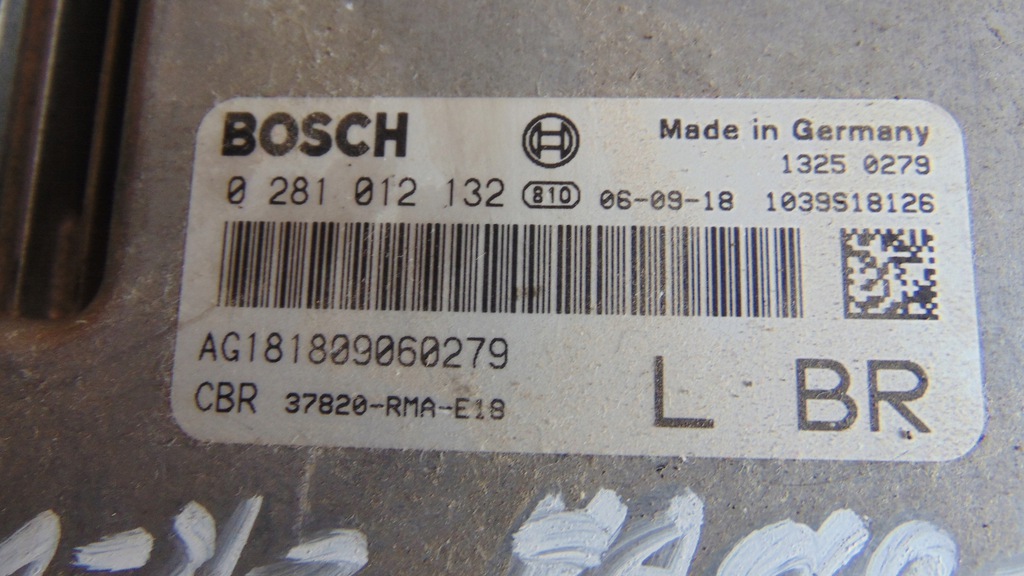 BOSCH
Made in Germany
1325 0279
0 281 012 132 810 06-09-18 1039S18126
AG181809060279
CBR 37820-RMA-E18
L BR